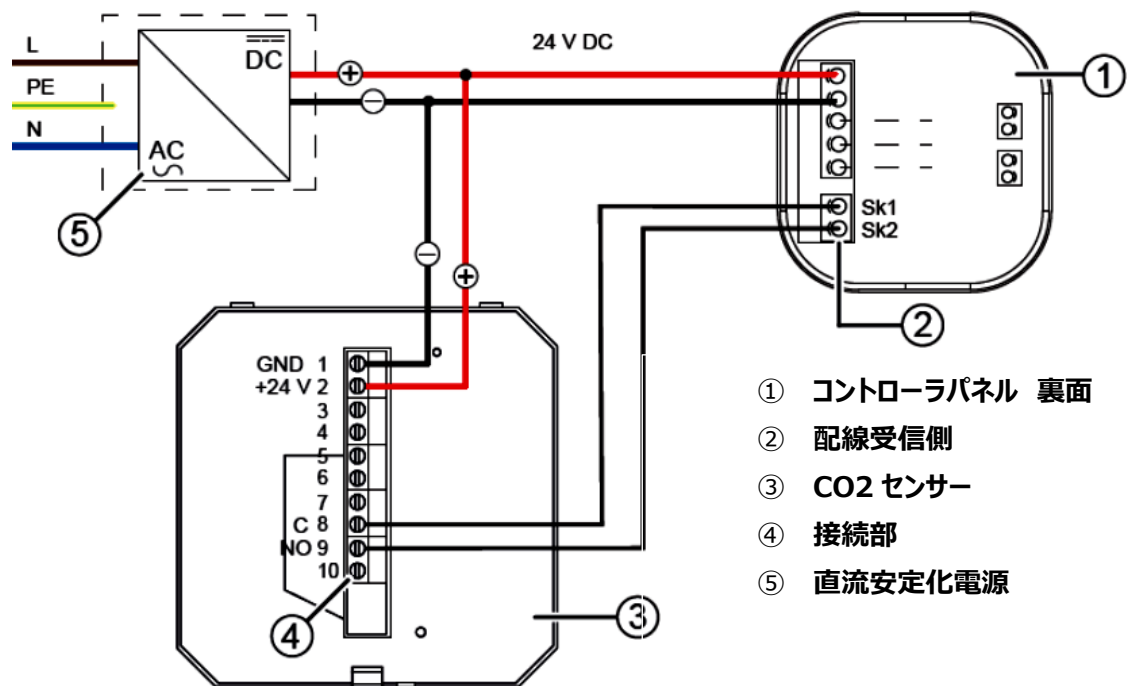 L
PE
N
DC
AC
⊕
⊖
24 V DC
①
⑤
Sk1
Sk2
⊖
⊕
②
GND 1
+24 V 2
3
4
5
6
7
C 8
NO 9
10
④
③
① コントローラパネル 裏面
② 配線受信側
③ CO2 センサー
④ 接続部
⑤ 直流安定化電源